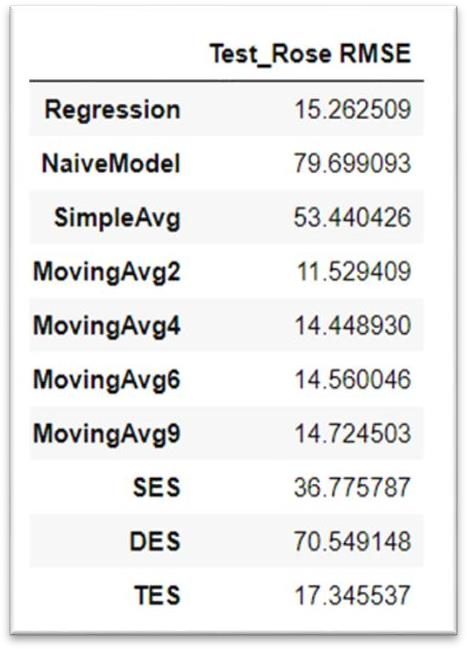 Test_Rose RMSE
Regression 15.262509
NaiveModel 79.699093
SimpleAvg 53.440426
MovingAvg2 11.529409
MovingAvg4 14.448930
MovingAvg6 14.560046
MovingAvg9 14.724503
SES 36.775787
DES 70.549148
TES 17.345537